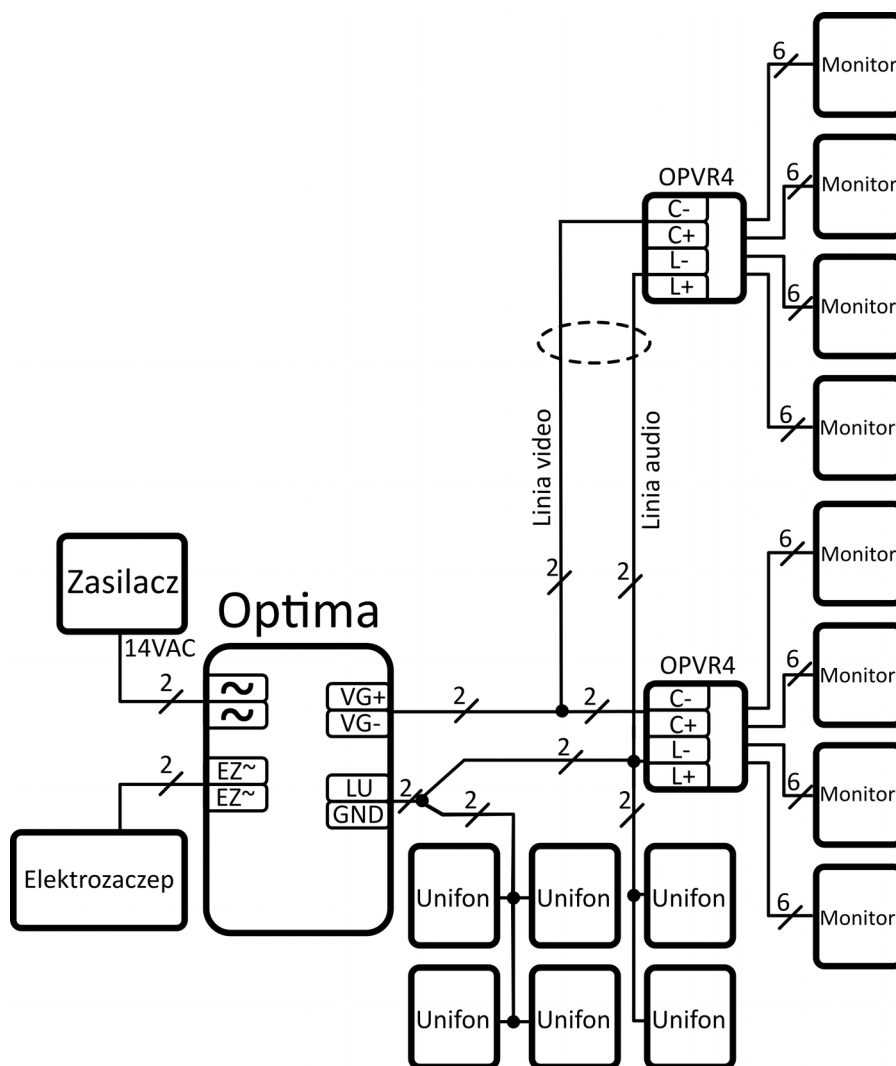 6
Monitor
6
Monitor
OPVR4
C-
C+
L-
L+
6
Monitor
6
Monitor
Linia video
Linia audio
2
2
6
Monitor
Zasilacz
14VAC
2
Optima
~
~
VG+
VG-
EZ~
EZ~
LU
GND
2
2
OPVR4
C-
C+
L-
L+
6
Monitor
2
2
2
2
2
6
Monitor
Elektrozaczep
Unifon
Unifon
Unifon
6
Monitor
Unifon
Unifon
Unifon